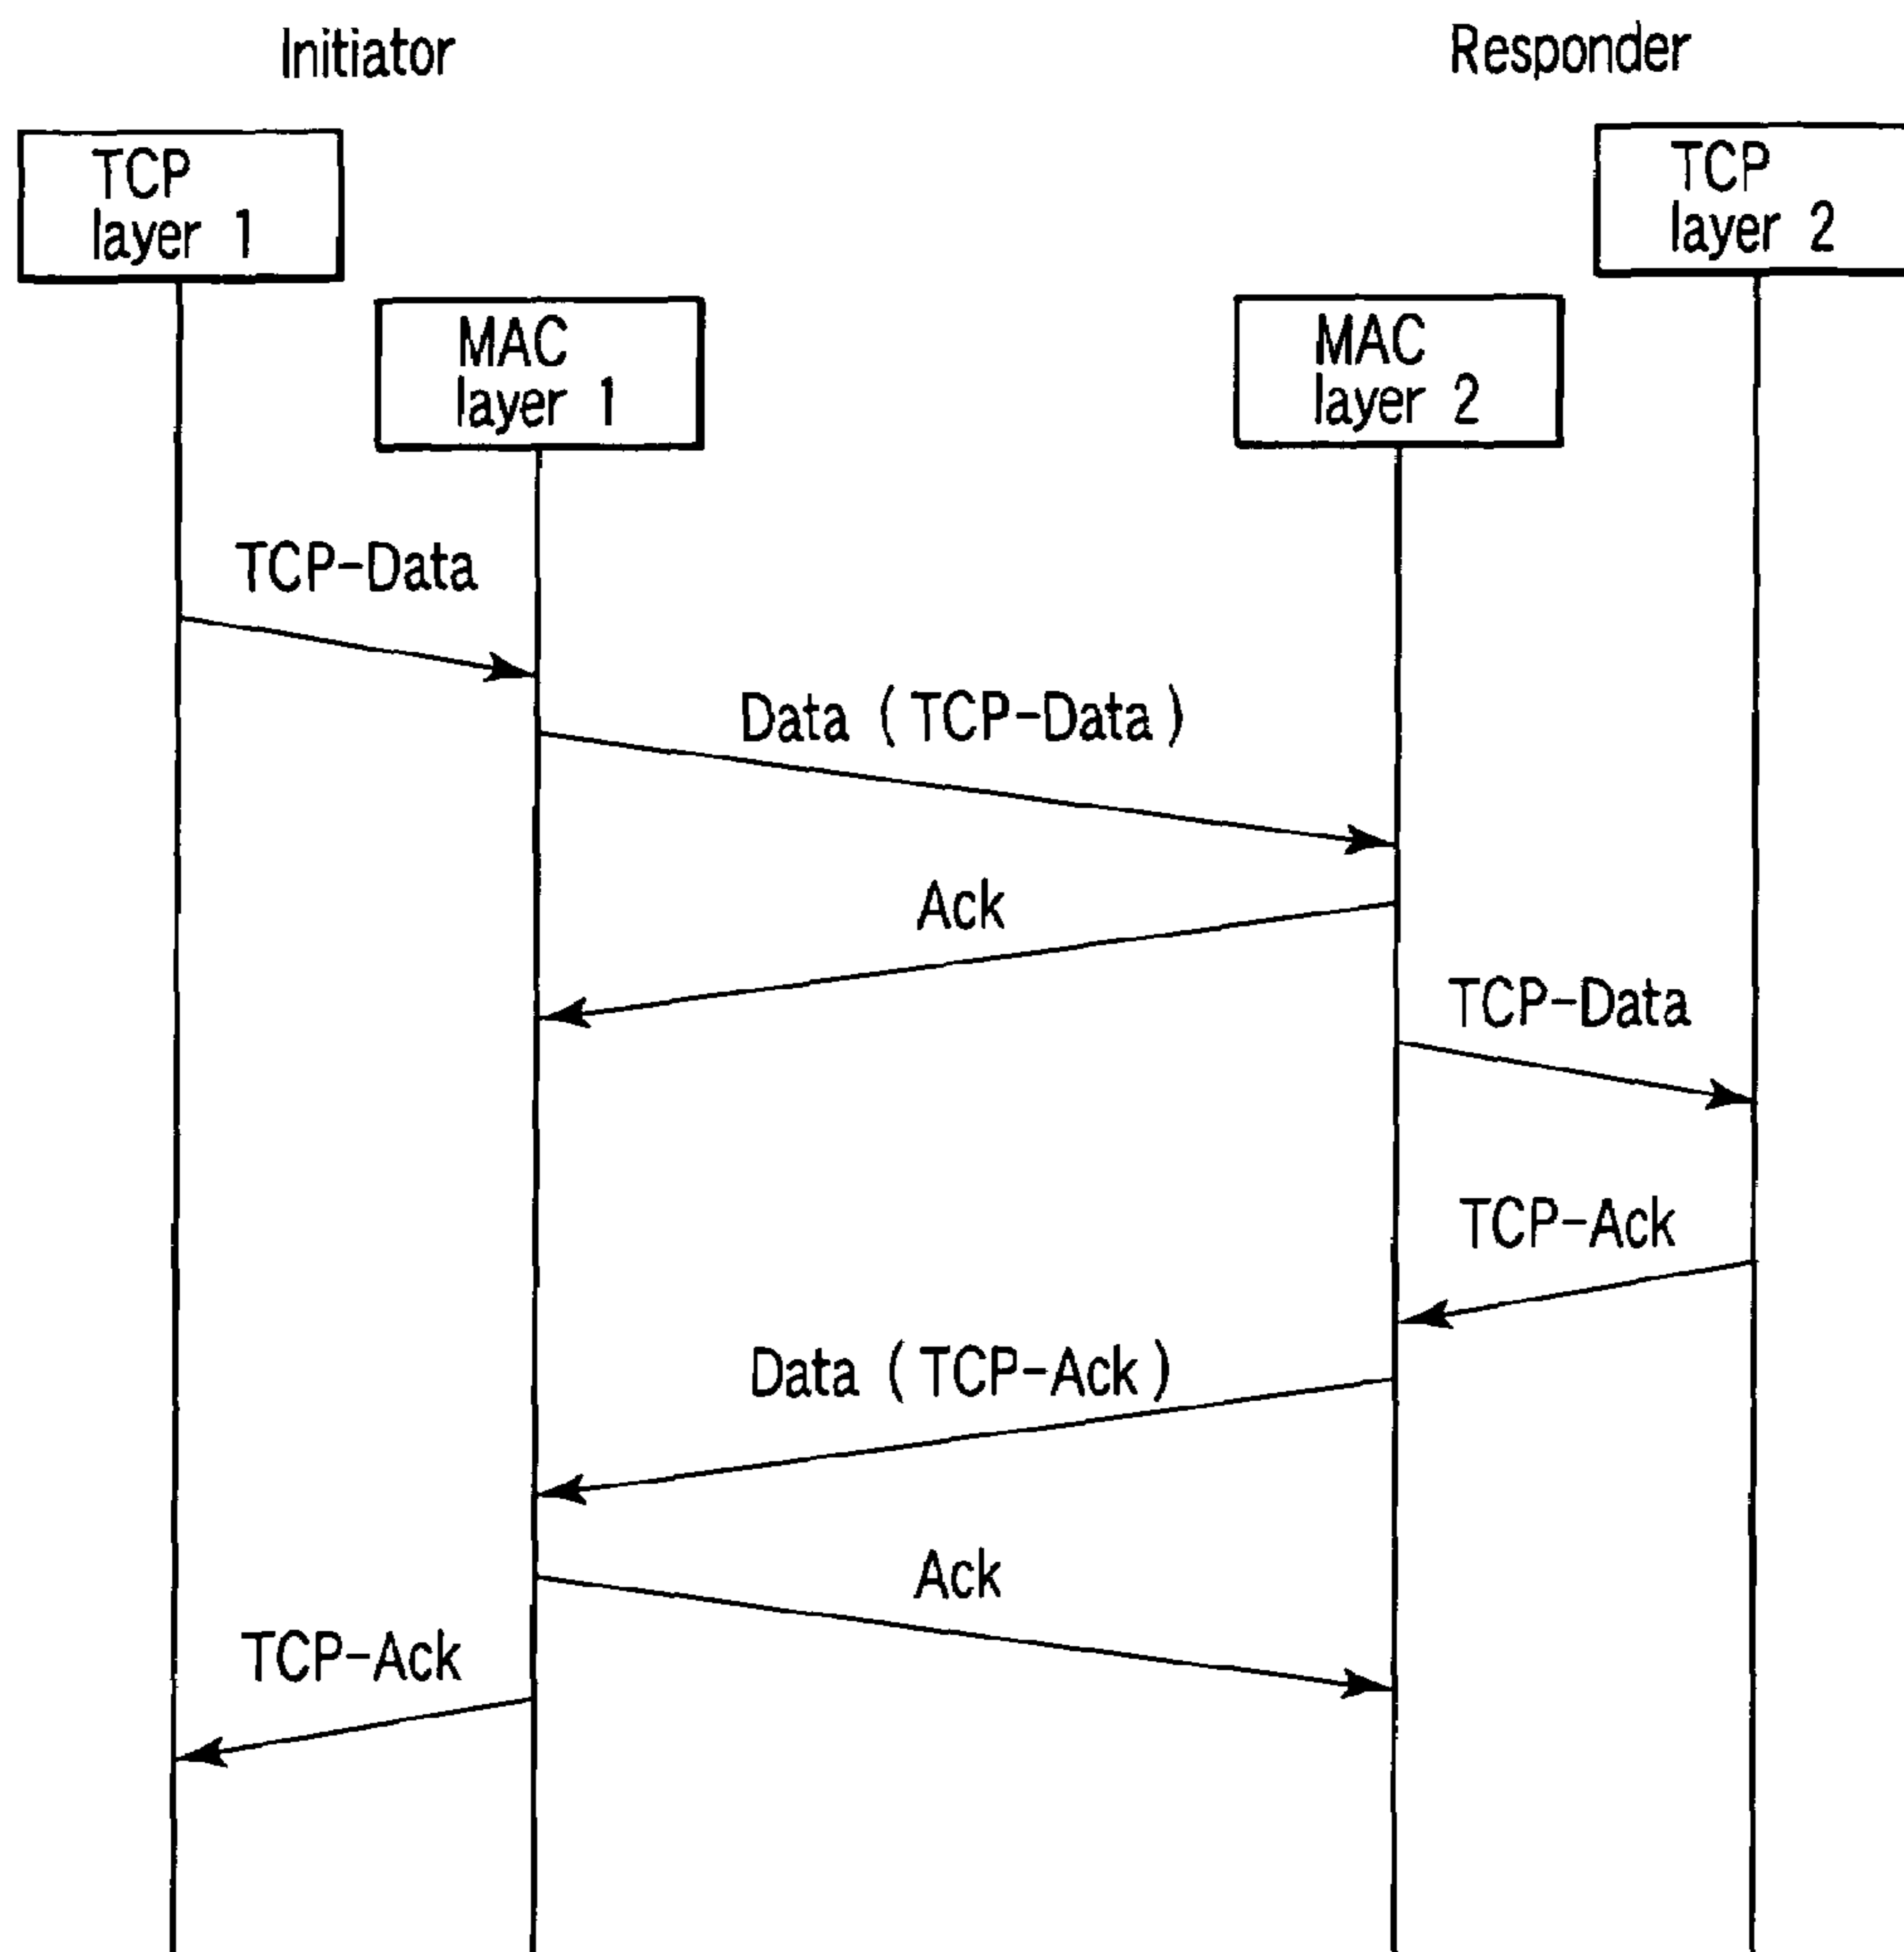 Initiator
Responder
TCP
layer 1
TCP
layer 2
MAC
layer 1
MAC
layer 2
TCP-Data
Data (TCP-Data)
Ack
TCP-Data
TCP-Ack
Data (TCP-Ack)
Ack
TCP-Ack